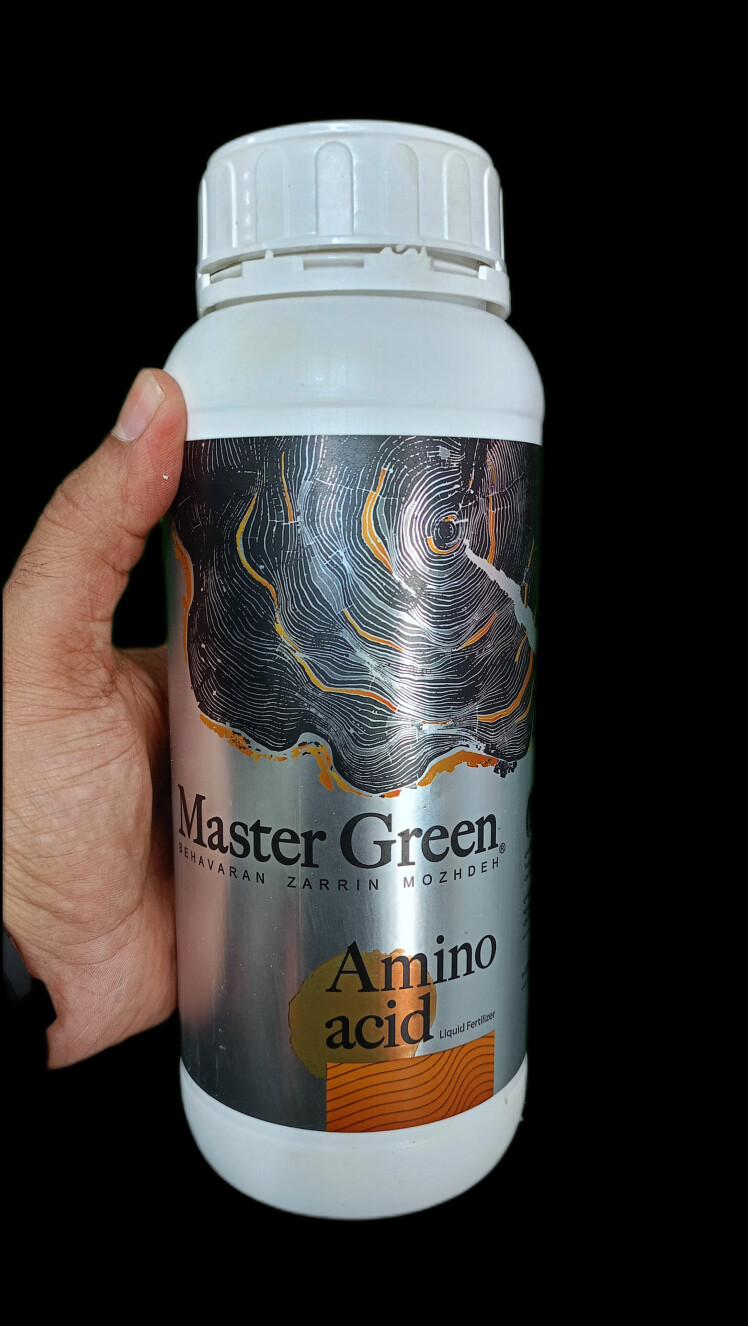 Master Green®
BEHAVARAN ZARRIN MOZHDEH
Amino
acid
Liquid Fertilizer